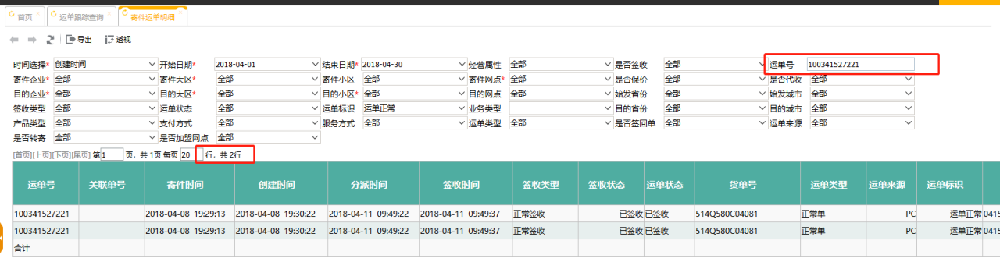 首页 运单跟踪查询 寄件运单明细
导出 透视
时间选择* 创建时间 开始日期* 2018-04-01 结束日期* 2018-04-30 经营属性 全部 是否签收 全部 运单号 100341527221
寄件企业* 全部 寄件大区* 全部 寄件小区 全部 寄件网点* 全部 是否保价 全部 是否代收 全部
目的企业* 全部 目的大区* 全部 目的小区* 全部 目的网点 全部 始发省份 全部 始发城市 全部
签收类型 全部 运单状态 全部 运单标识 运单正常 业务类型 目的省份 全部 目的城市 全部
产品类型 全部 支付方式 全部 服务方式 全部 运单类型 全部 是否签回单 全部 运单来源 全部
是否转寄 全部 是否加盟网点 全部
[首页][上页][下页][尾页] 第 1 页，共 1页 每页 20 行，共 2行
运单号 关联单号 寄件时间 创建时间 分派时间 签收时间 签收类型 签收状态 运单状态 货单号 运单类型 运单来源 运单标识
100341527221 2018-04-08 19:29:13 2018-04-08 19:30:22 2018-04-11 09:49:22 2018-04-11 09:49:37 正常签收 已签收 已签收 514Q580C04081 正常单 PC 运单正常 0415
100341527221 2018-04-08 19:29:13 2018-04-08 19:30:22 2018-04-11 09:49:22 2018-04-11 09:49:37 正常签收 已签收 已签收 514Q580C04081 正常单 PC 运单正常 0415
合计